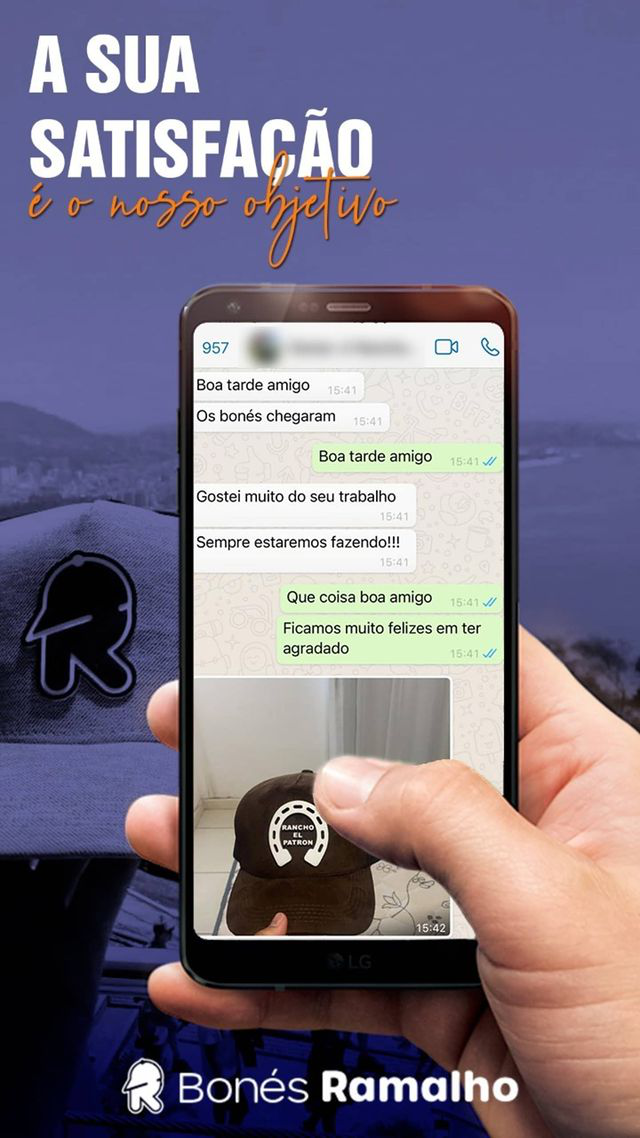 A SUA
SATISFAÇÃO
é o nosso objetivo
957
Boa tarde amigo 15:41
Os bonés chegaram 15:41
Boa tarde amigo 15:41
Gostei muito do seu trabalho
15:41
Sempre estaremos fazendo!!!
15:41
Que coisa boa amigo 15:41
Ficamos muito felizes em ter
agradado 15:41
RANCHO
EL
PATRON
15:42
LG
R
Bonés Ramalho